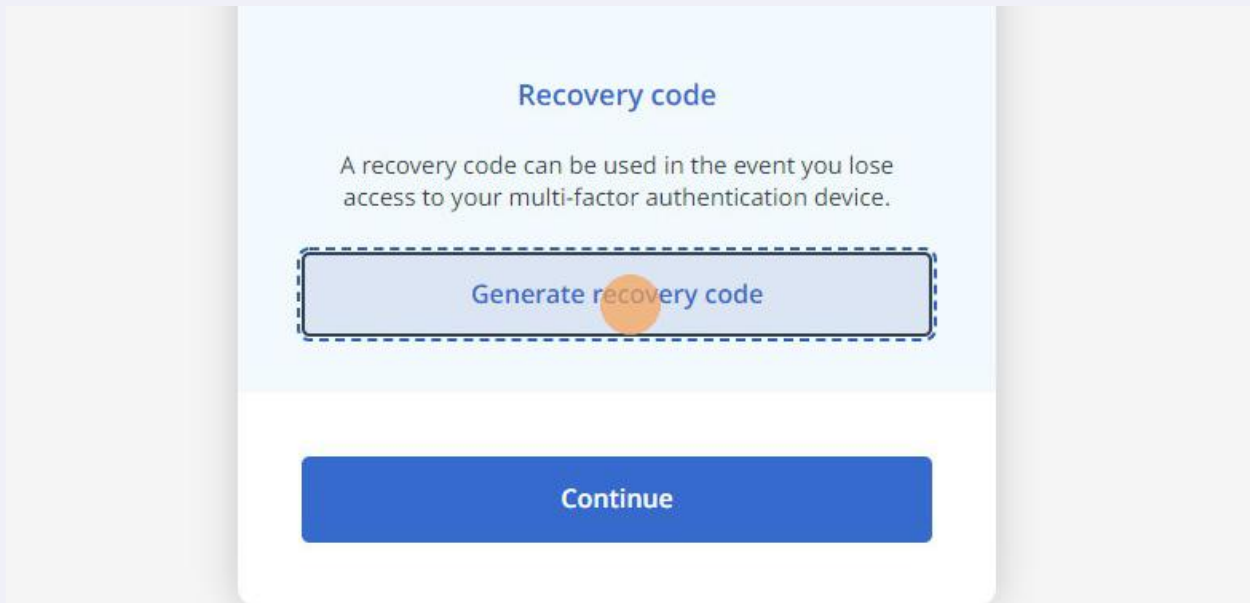 Recovery code
A recovery code can be used in the event you lose
access to your multi-factor authentication device.
Generate recovery code
Continue